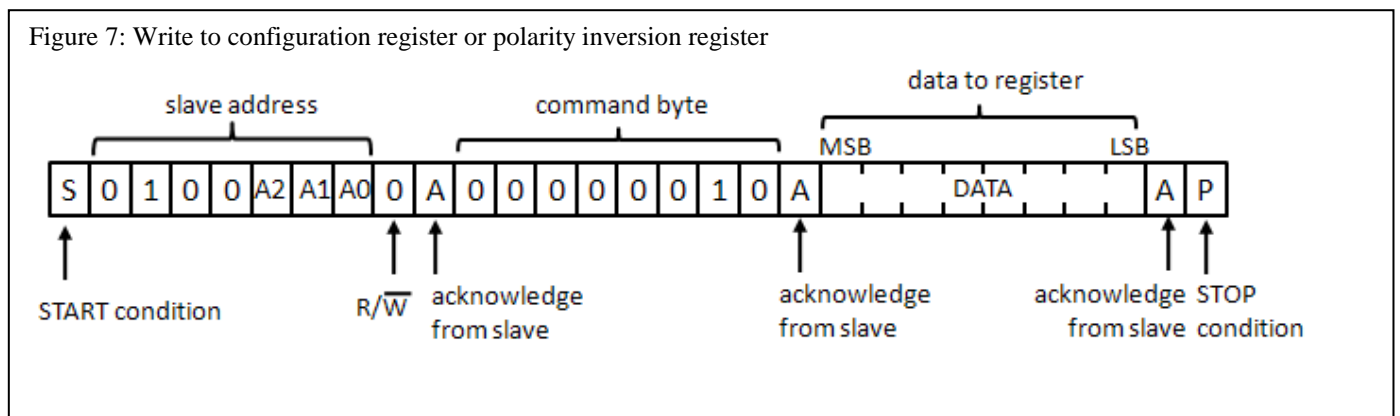 Figure 7: Write to configuration register or polarity inversion register
data to register
slave address
command byte
MSB
LSB
S 0 1 0 0 A2 A1 A0 0 A 0 0 0 0 0 0 1 0 A DATA A P
START condition
R/W̅
acknowledge
from slave
acknowledge
from slave
acknowledge
from slave
STOP
condition